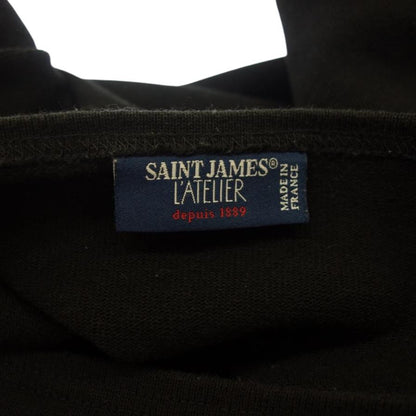 SAINT JAMES®
L'ATELIER
depuis 1889
MADE IN
FRANCE